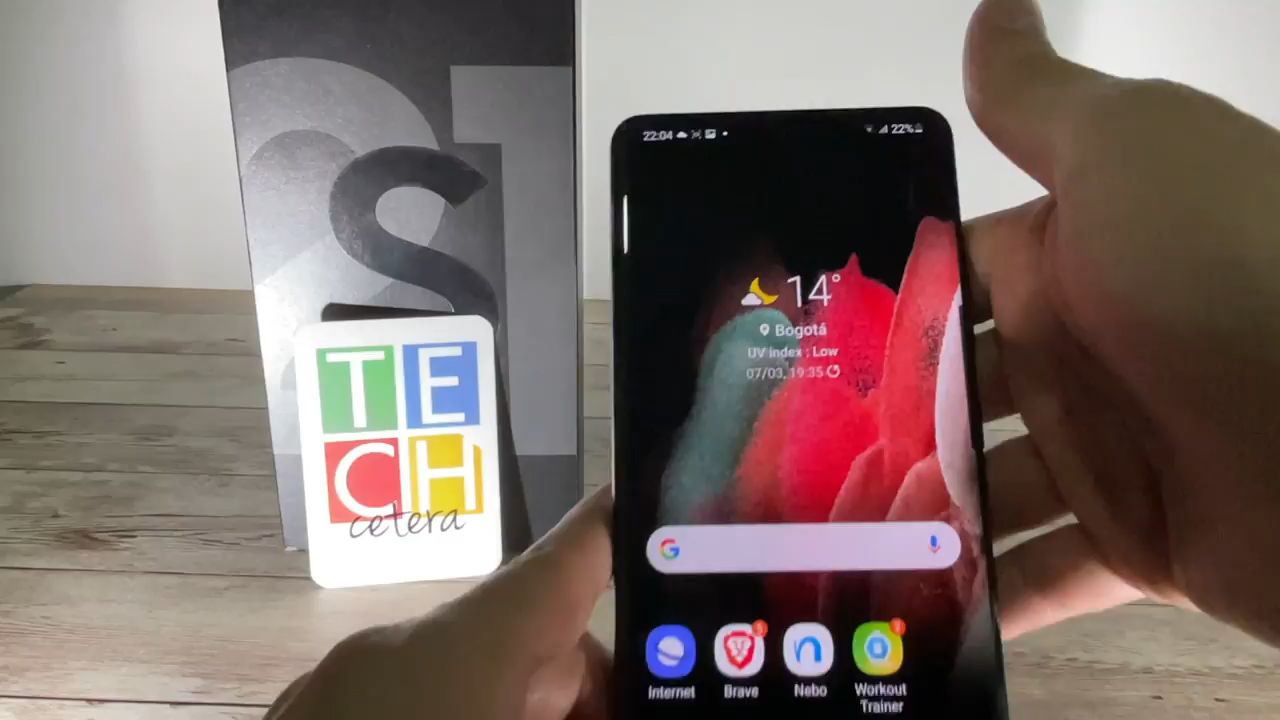 21
S
TE
CH
cetera
22:04
22%
14°
Bogotá
UV index : Low
07/03, 19:35
G
Internet
Brave
Nebo
Workout
Trainer